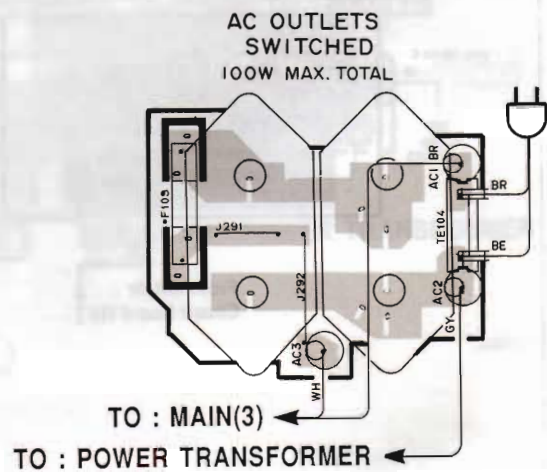 AC OUTLETS
SWITCHED
100W MAX. TOTAL
BR
AC1
BR
F105
J291
TE104
BE
J292
AC2
GY
AC3
WH
TO : MAIN(3)
TO : POWER TRANSFORMER